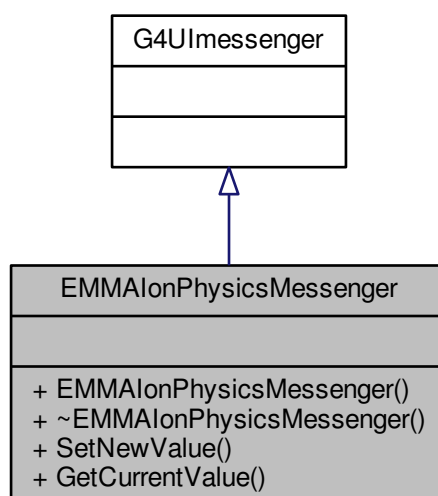 G4UImessenger
EMMAIonPhysicsMessenger
+ EMMAIonPhysicsMessenger()
+ ~EMMAIonPhysicsMessenger()
+ SetNewValue()
+ GetCurrentValue()